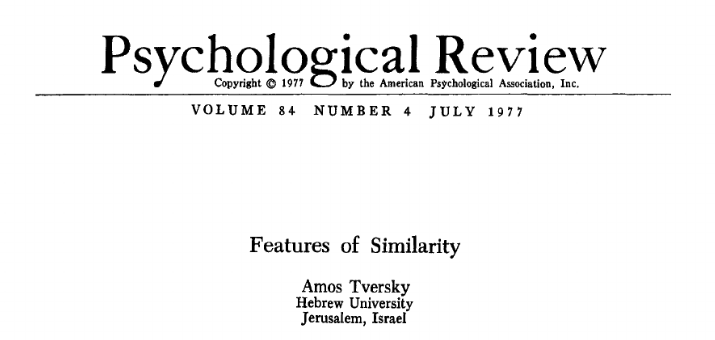 Psychological Review
Copyright © 1977 by the American Psychological Association, Inc.
VOLUME 84 NUMBER 4 JULY 1977
Features of Similarity
Amos Tversky
Hebrew University
Jerusalem, Israel